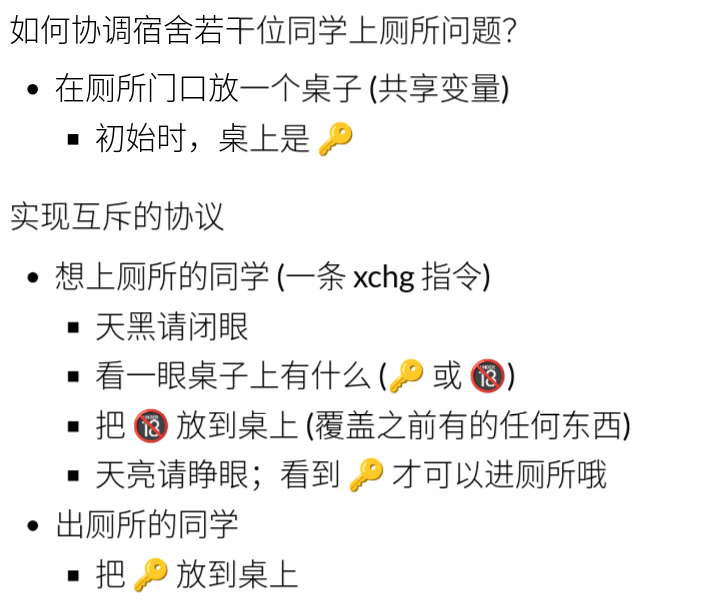 如何协调宿舍若干位同学上厕所问题？
• 在厕所门口放一个桌子 (共享变量)
▪ 初始时，桌上是 🔑
实现互斥的协议
• 想上厕所的同学 (一条 xchg 指令)
▪ 天黑请闭眼
▪ 看一眼桌子上有什么 (🔑 或 🔞)
▪ 把 🔞 放到桌上 (覆盖之前有的任何东西)
▪ 天亮请睁眼；看到 🔑 才可以进厕所哦
• 出厕所的同学
▪ 把 🔑 放到桌上